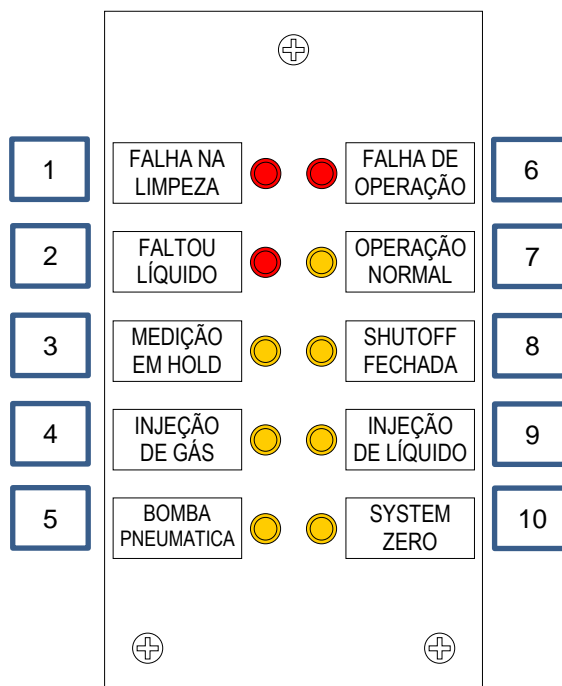 1
FALHA NA
LIMPEZA
FALHA DE
OPERAÇÃO
6
2
FALTOU
LÍQUIDO
OPERAÇÃO
NORMAL
7
3
MEDIÇÃO
EM HOLD
SHUTOFF
FECHADA
8
4
INJEÇÃO
DE GÁS
INJEÇÃO
DE LÍQUIDO
9
5
BOMBA
PNEUMATICA
SYSTEM
ZERO
10